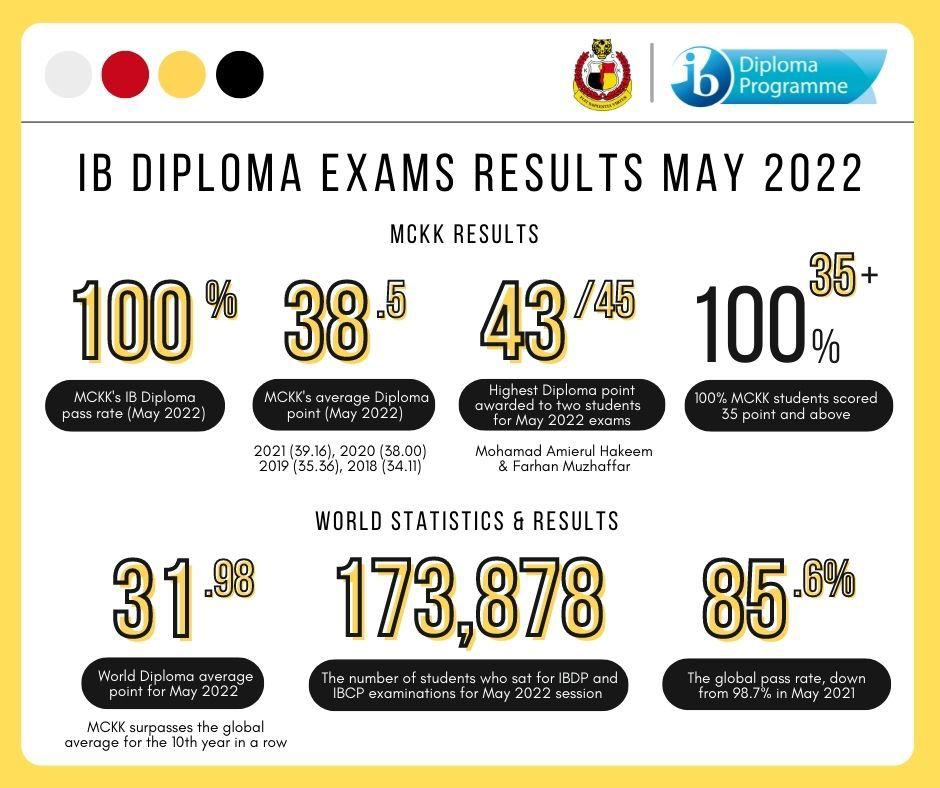 ib Diploma
Programme
IB DIPLOMA EXAMS RESULTS MAY 2022
MCKK RESULTS
100 %
38.5
43/45
100% 35+
MCKK's IB Diploma
pass rate (May 2022)
MCKK's average Diploma
point (May 2022)
Highest Diploma point
awarded to two students
for May 2022 exams
100% MCKK students scored
35 point and above
2021 (39.16), 2020 (38.00)
2019 (35.36), 2018 (34.11)
Mohamad Amierul Hakeem
& Farhan Muzhaffar
WORLD STATISTICS & RESULTS
31.98
173,878
85.6%
World Diploma average
point for May 2022
The number of students who sat for IBDP and
IBCP examinations for May 2022 session
The global pass rate, down
from 98.7% in May 2021
MCKK surpasses the global
average for the 10th year in a row